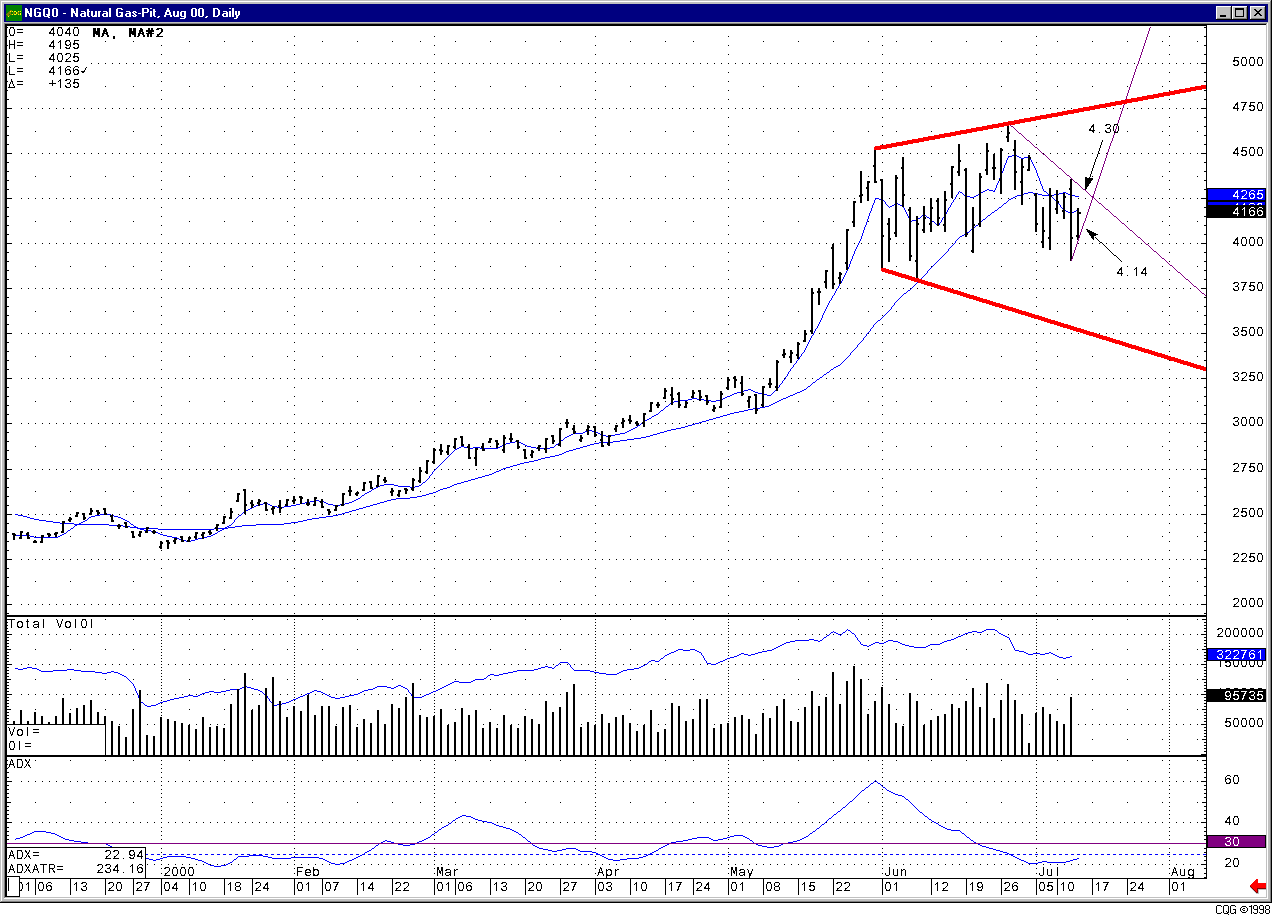 NGQ0 - Natural Gas-Pit, Aug 00, Daily
O= 4040 MA, MA#2
H= 4195
L= 4025
L= 4166✓
Δ= +135
5000
4750
4500
4265
4166
4000
3750
3500
3250
3000
2750
2500
2250
2000
4.30
4.14
Total VolOI
200000
322761
150000
95735
50000
Vol=
OI=
ADX
60
40
30
20
ADX= 22.94
ADXATR= 234.16
2000 Feb Mar Apr May Jun Jul Aug
01 06 13 20 27 04 10 18 24 01 07 14 22 01 06 13 20 27 03 10 17 24 01 08 15 22 01 12 19 26 05 10 17 24 01
CQG ©1998